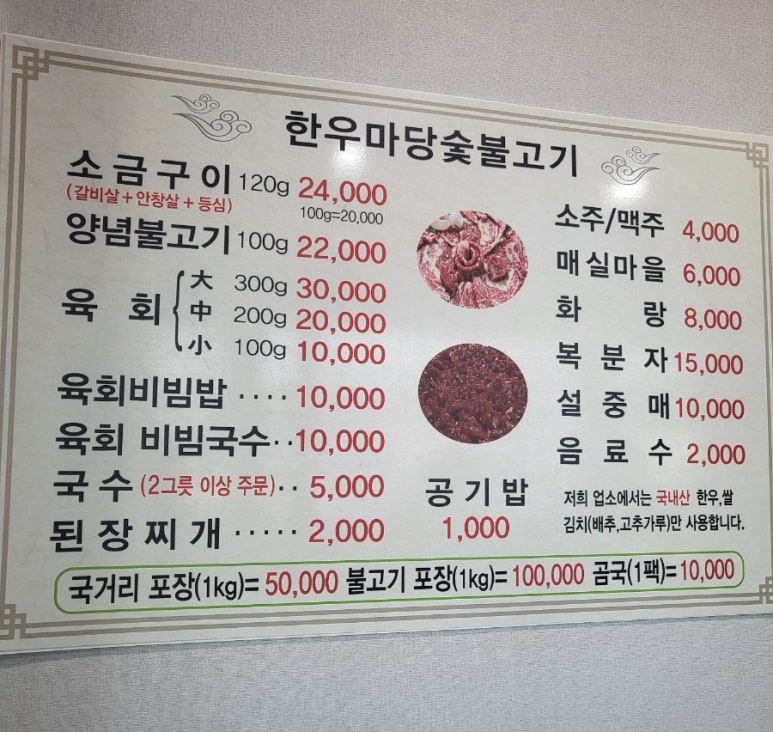 한우마당숯불고기
소금구이 120g 24,000
(갈비살+안창살+등심) 100g=20,000
양념불고기 100g 22,000
육회 大 300g 30,000
中 200g 20,000
小 100g 10,000
육회비빔밥 ···· 10,000
육회 비빔국수 ·· 10,000
국수 (2그릇 이상 주문) ·· 5,000
된장찌개 ····· 2,000
공기밥
1,000
소주/맥주 4,000
매실마을 6,000
화랑 8,000
복분자 15,000
설중매 10,000
음료수 2,000
저희 업소에서는 국내산 한우,쌀
김치(배추,고추가루)만 사용합니다.
국거리 포장(1kg)= 50,000 불고기 포장(1kg)= 100,000 곰국(1팩)=10,000